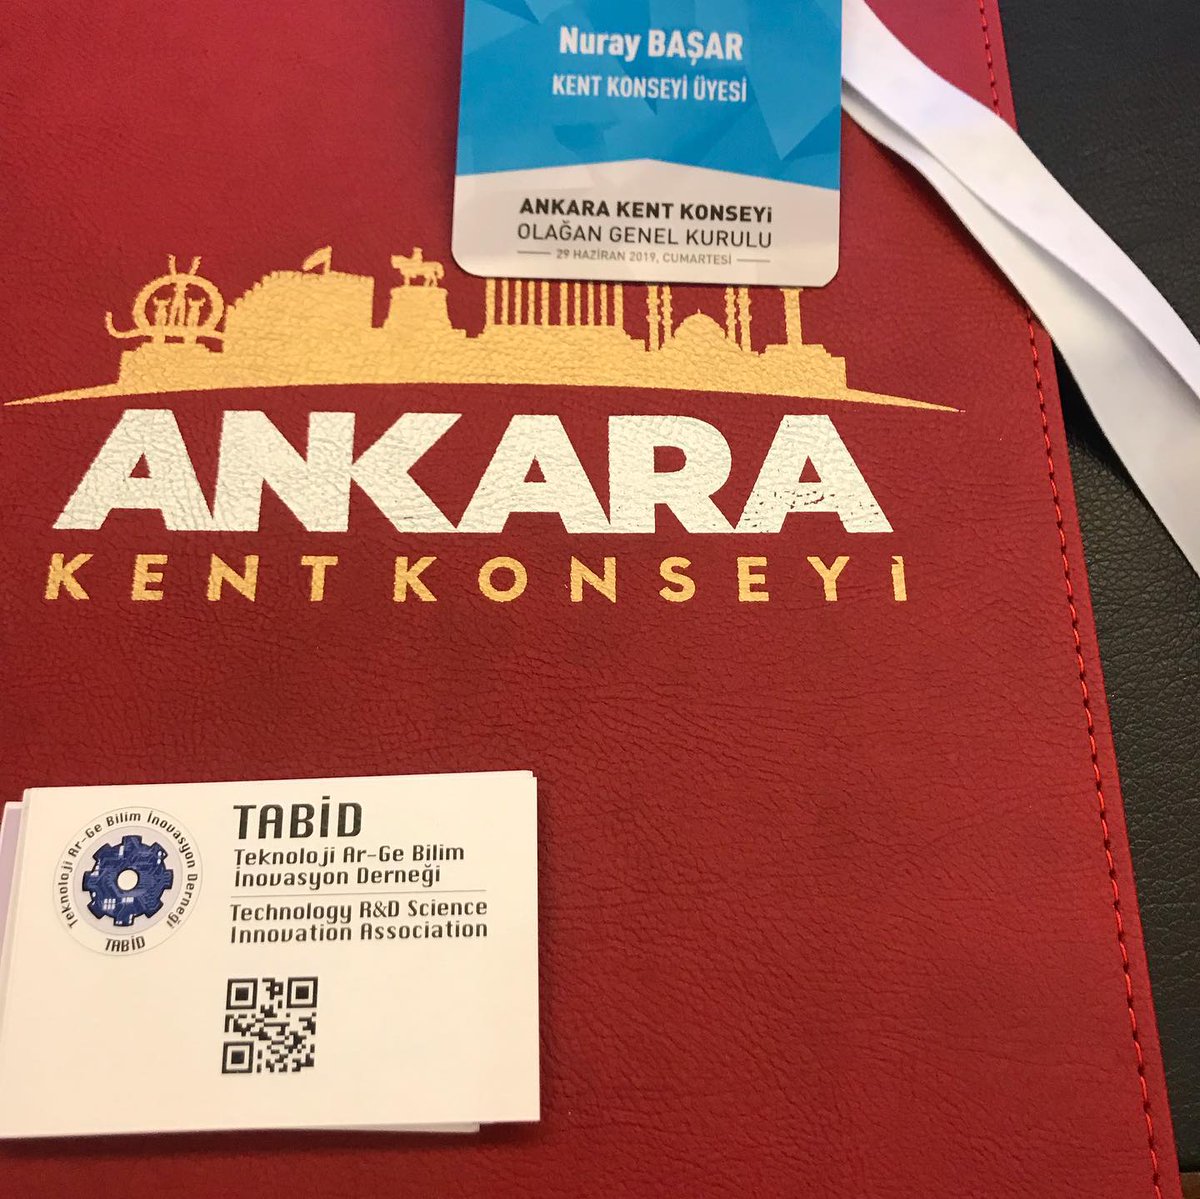 Nuray BAŞAR
KENT KONSEYİ ÜYESİ
ANKARA KENT KONSEYi
OLAĞAN GENEL KURULU
29 HAZİRAN 2019, CUMARTESİ
ANKARA
KENT KONSEYİ
Teknoloji Ar-Ge Bilim İnovasyon Derneği
TABİD
TABİD
Teknoloji Ar-Ge Bilim
İnovasyon Derneği
Technology R&D Science
Innovation Association